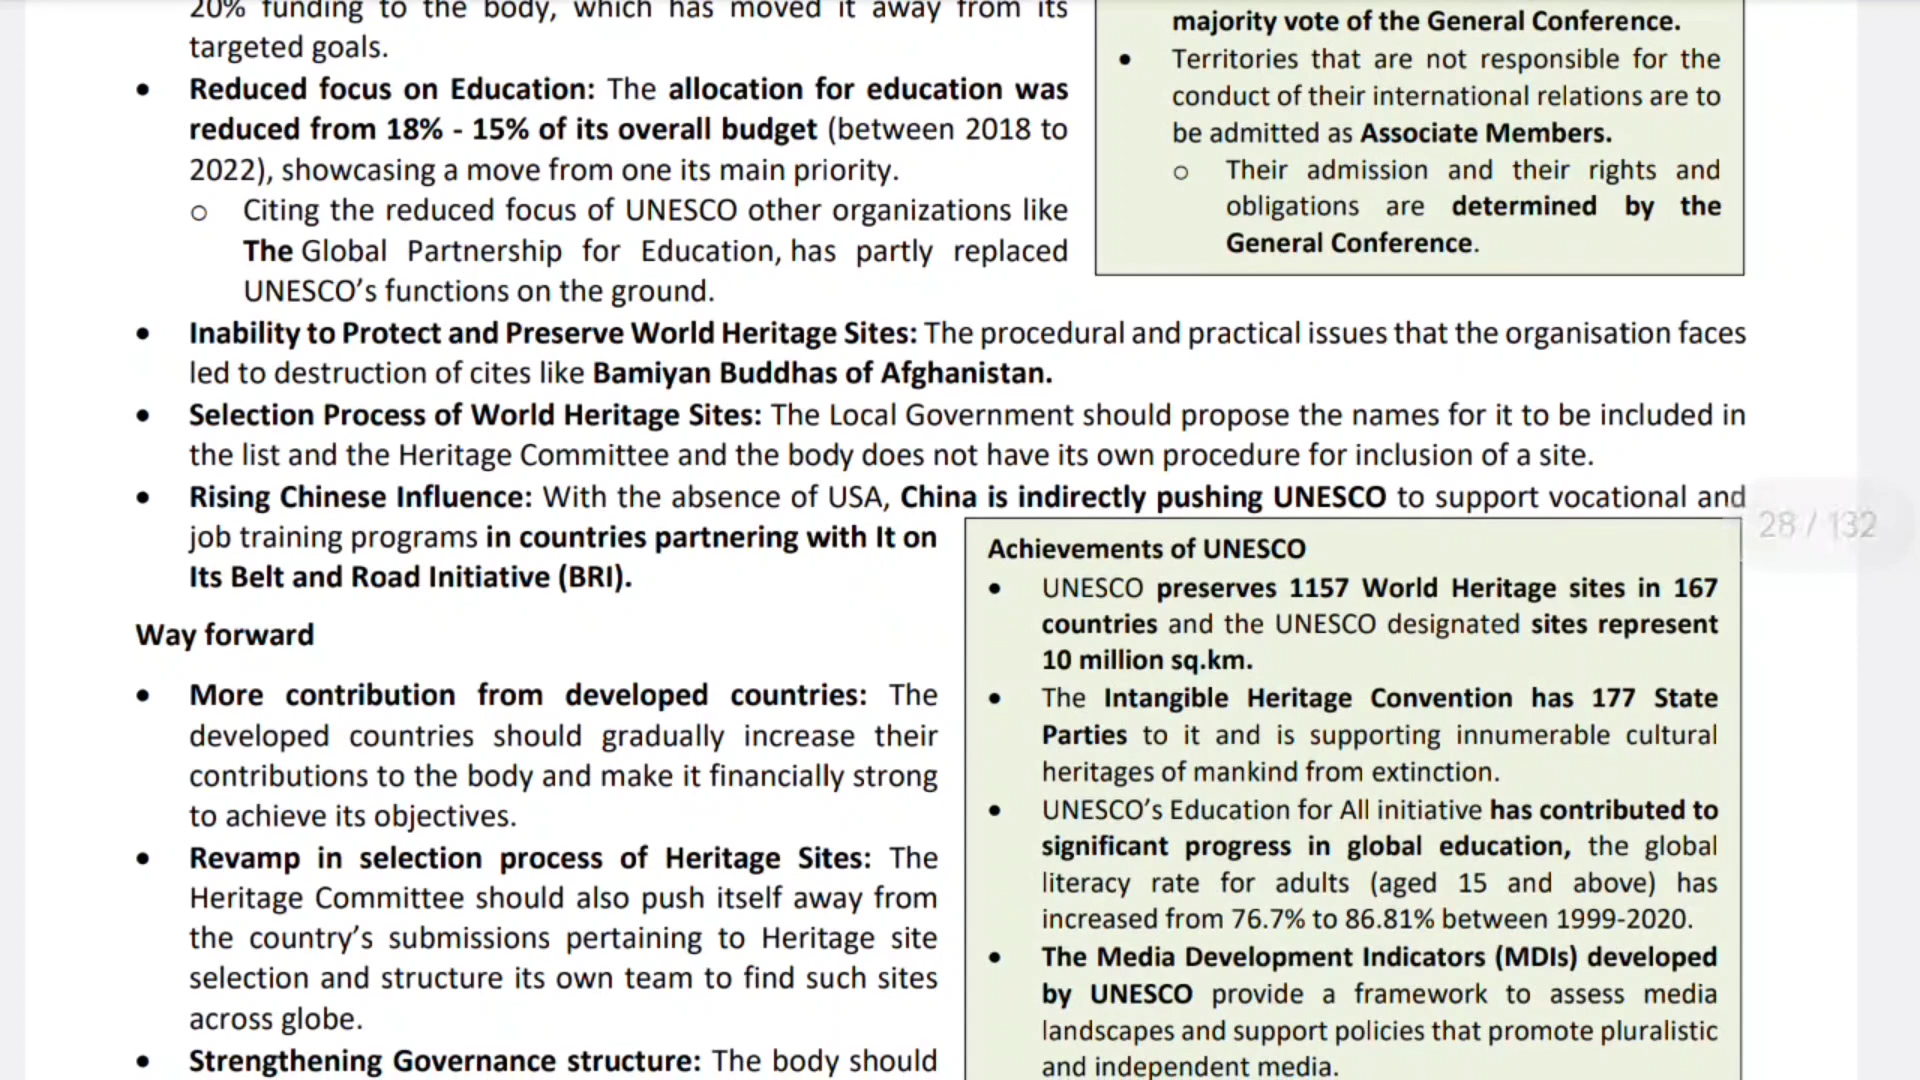 20% funding to the body, which has moved it away from its
targeted goals.
• Reduced focus on Education: The allocation for education was
reduced from 18% - 15% of its overall budget (between 2018 to
2022), showcasing a move from one its main priority.
o Citing the reduced focus of UNESCO other organizations like
The Global Partnership for Education, has partly replaced
UNESCO's functions on the ground.
majority vote of the General Conference.
• Territories that are not responsible for the
conduct of their international relations are to
be admitted as Associate Members.
o Their admission and their rights and
obligations are determined by the
General Conference.
• Inability to Protect and Preserve World Heritage Sites: The procedural and practical issues that the organisation faces
led to destruction of cites like Bamiyan Buddhas of Afghanistan.
• Selection Process of World Heritage Sites: The Local Government should propose the names for it to be included in
the list and the Heritage Committee and the body does not have its own procedure for inclusion of a site.
• Rising Chinese Influence: With the absence of USA, China is indirectly pushing UNESCO to support vocational and
job training programs in countries partnering with It on
Its Belt and Road Initiative (BRI).
28 / 132
Way forward
• More contribution from developed countries: The
developed countries should gradually increase their
contributions to the body and make it financially strong
to achieve its objectives.
• Revamp in selection process of Heritage Sites: The
Heritage Committee should also push itself away from
the country's submissions pertaining to Heritage site
selection and structure its own team to find such sites
across globe.
• Strengthening Governance structure: The body should
Achievements of UNESCO
• UNESCO preserves 1157 World Heritage sites in 167
countries and the UNESCO designated sites represent
10 million sq.km.
• The Intangible Heritage Convention has 177 State
Parties to it and is supporting innumerable cultural
heritages of mankind from extinction.
• UNESCO's Education for All initiative has contributed to
significant progress in global education, the global
literacy rate for adults (aged 15 and above) has
increased from 76.7% to 86.81% between 1999-2020.
• The Media Development Indicators (MDIs) developed
by UNESCO provide a framework to assess media
landscapes and support policies that promote pluralistic
and independent media.